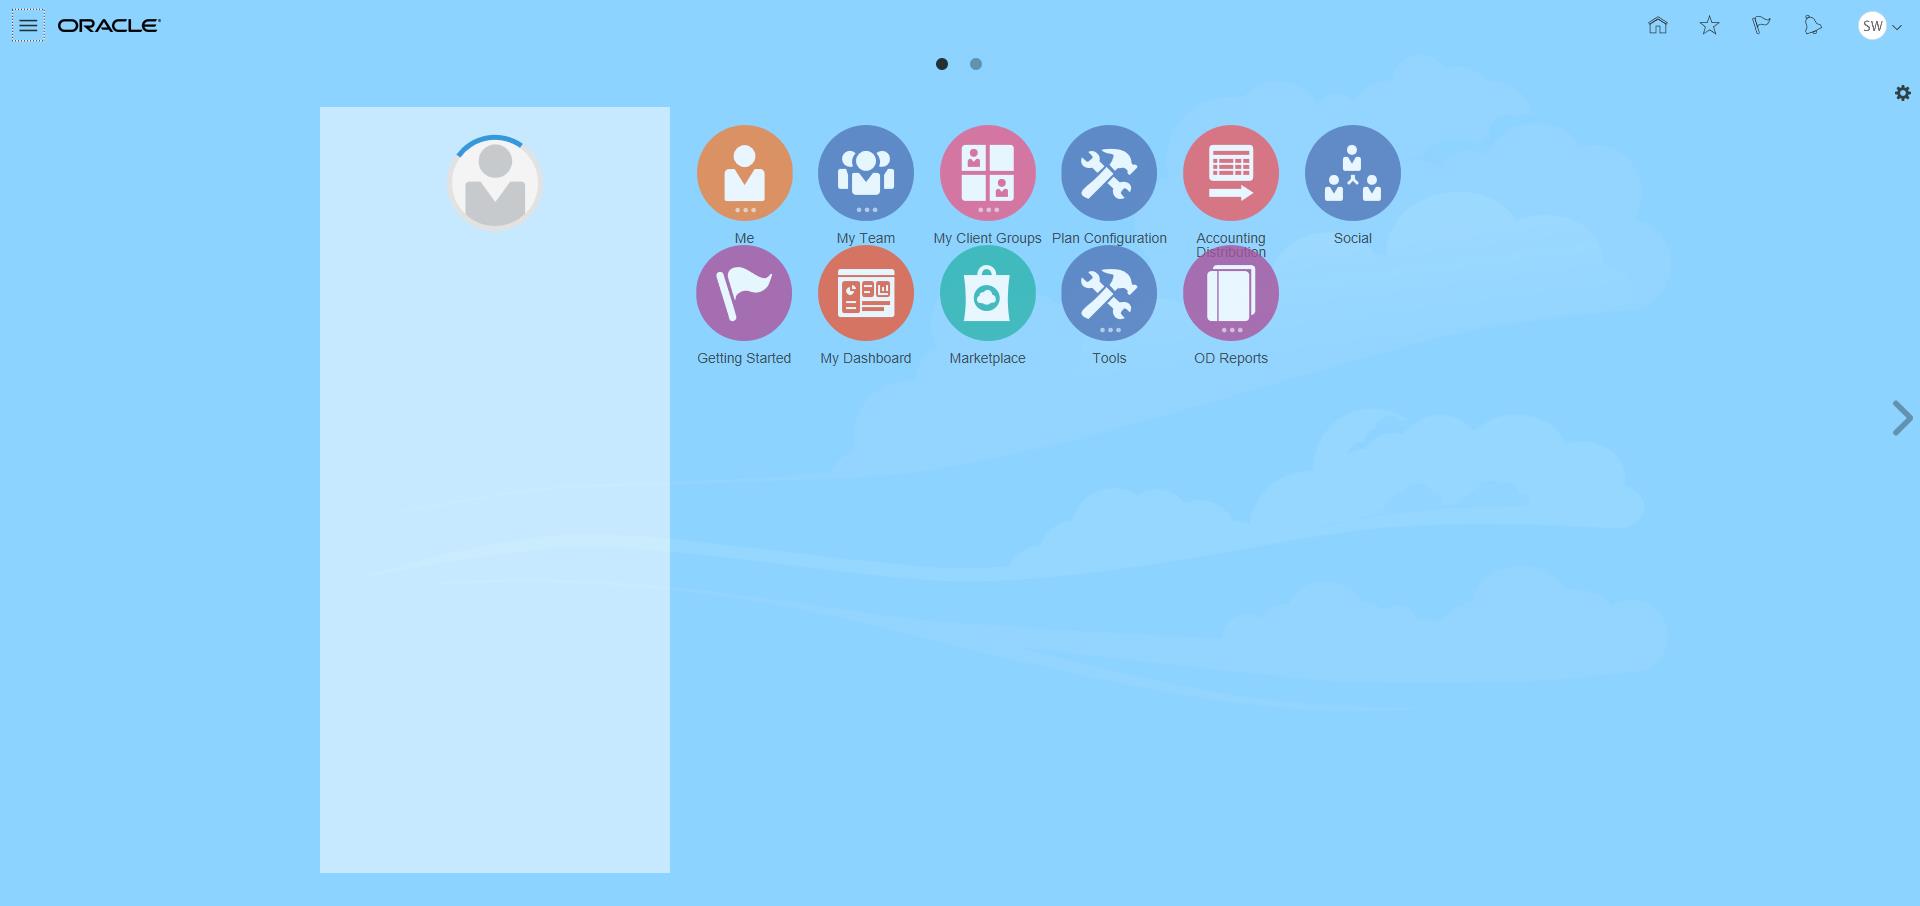 ORACLE
SW
Me
My Team
My Client Groups
Plan Configuration
Accounting
Distribution
Social
Getting Started
My Dashboard
Marketplace
Tools
OD Reports